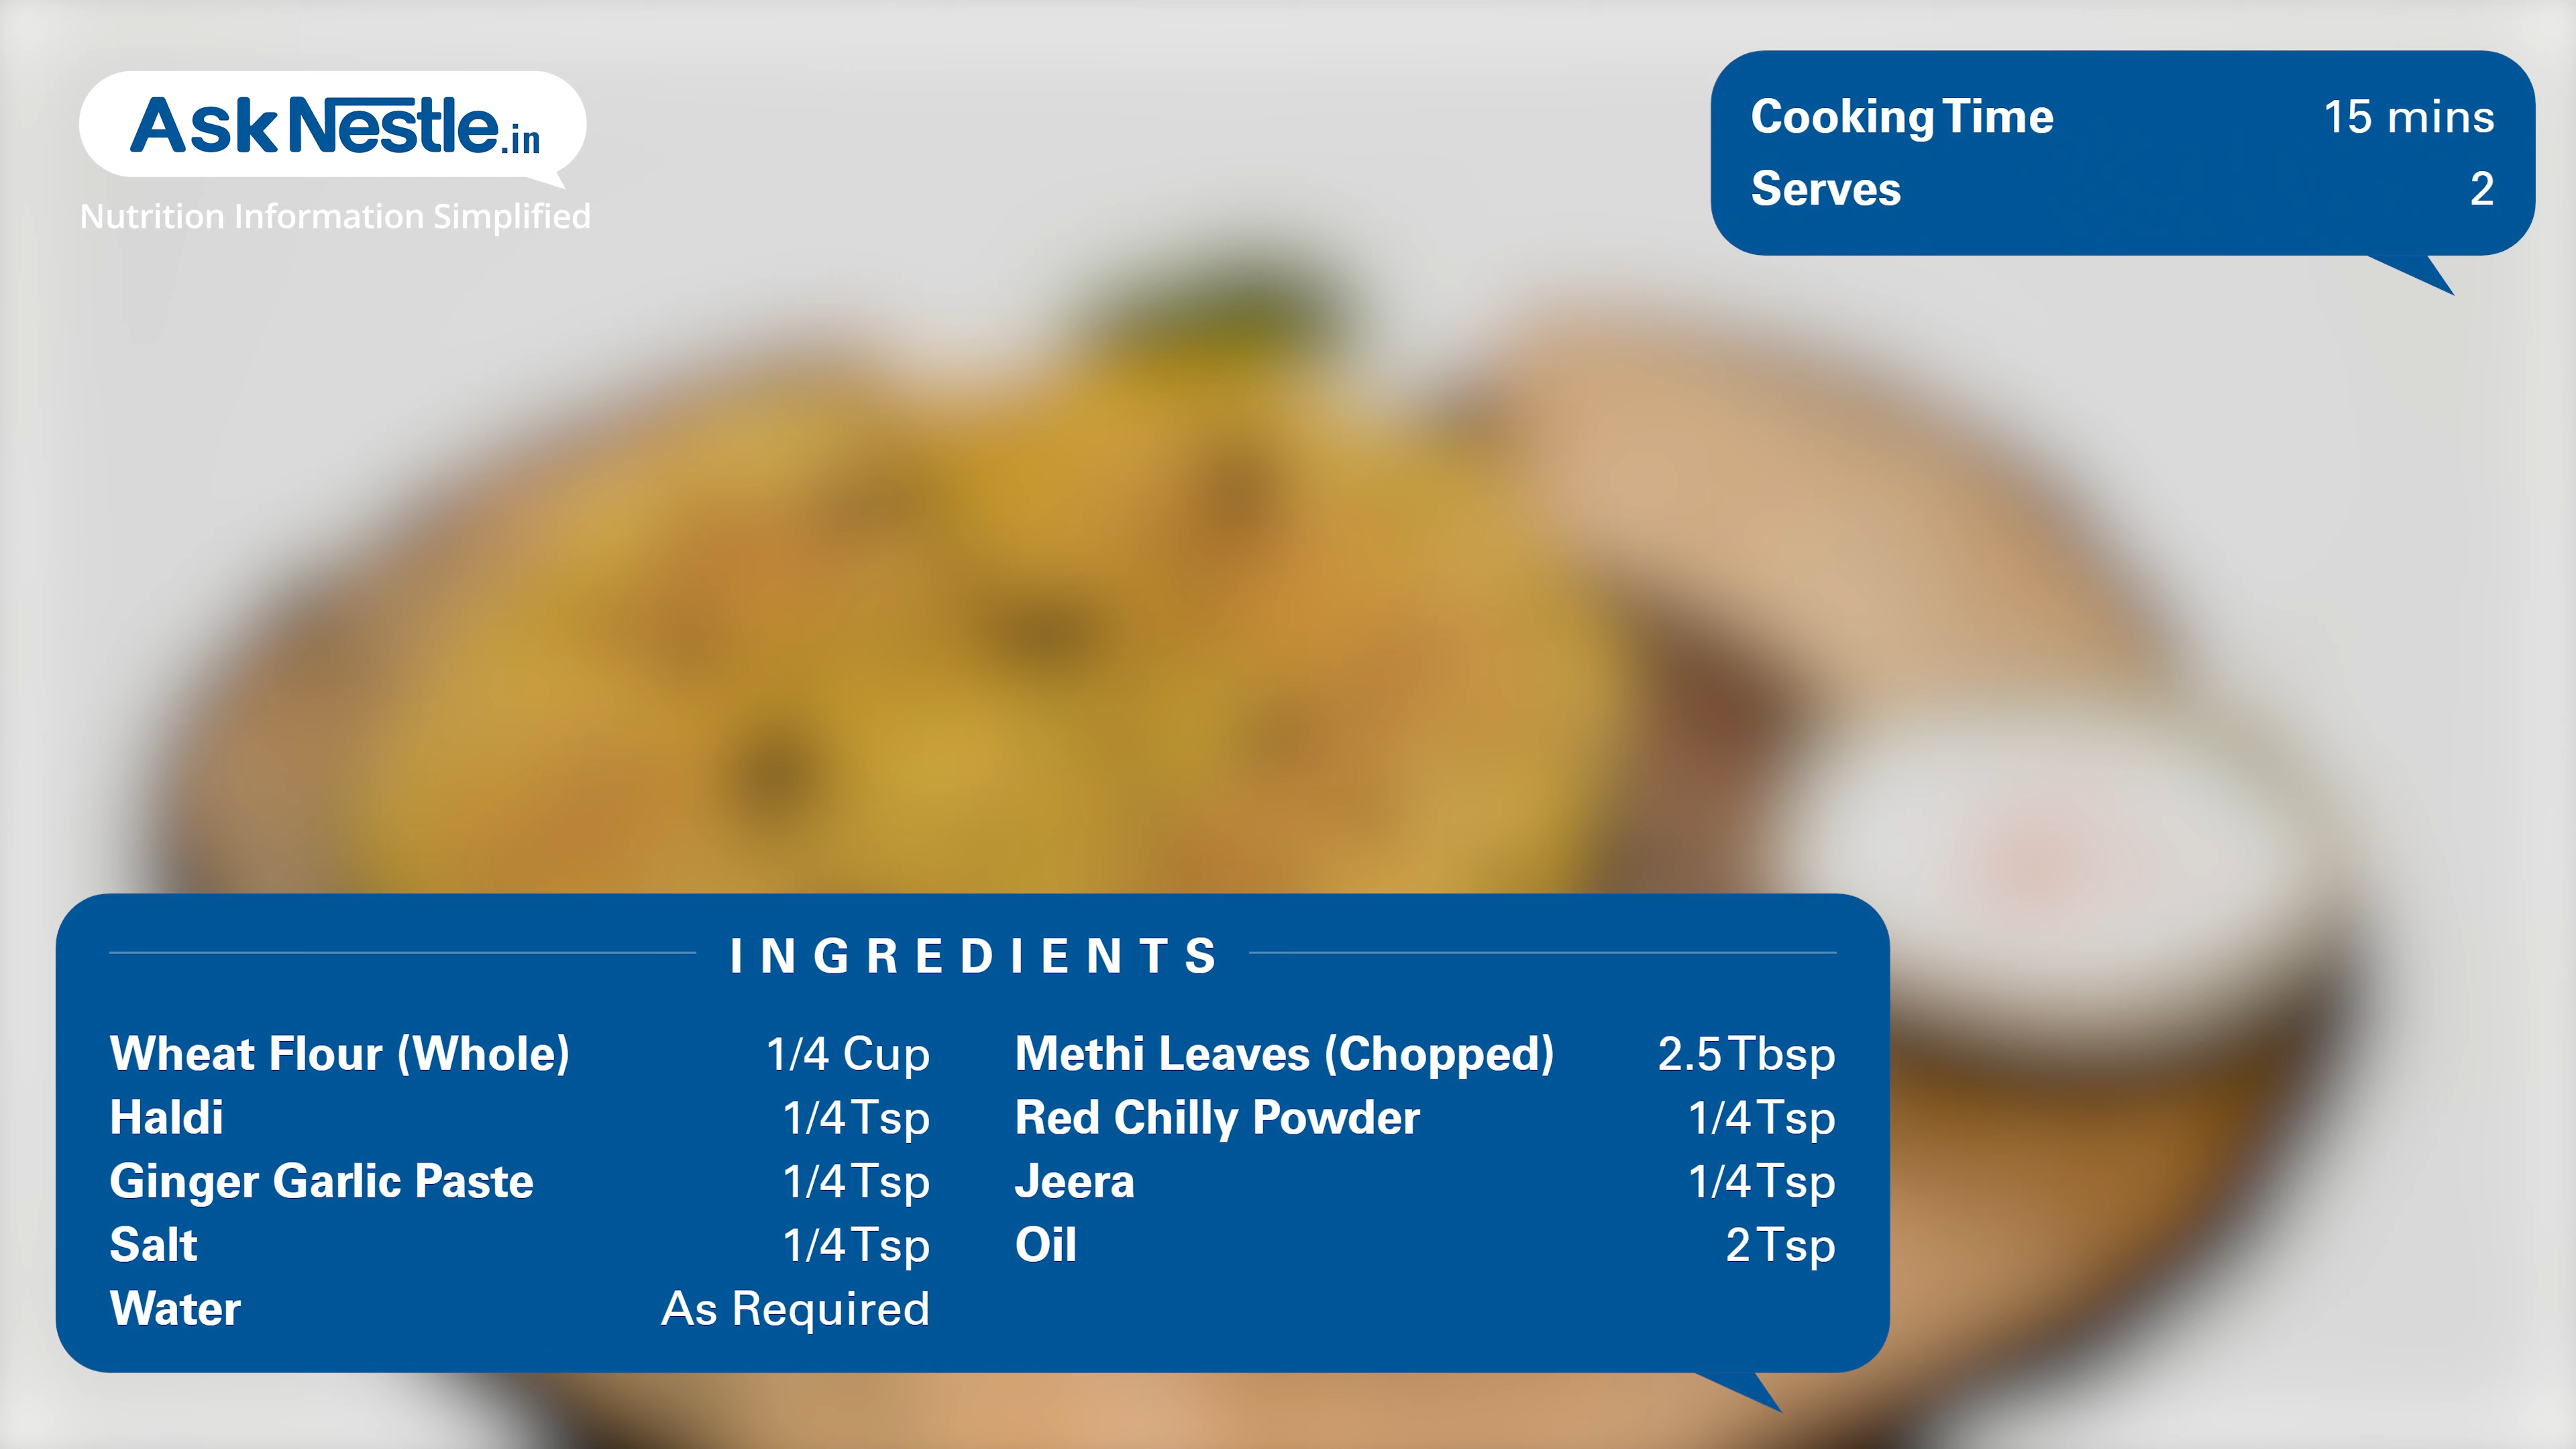 Ask Nestle.in
Nutrition Information Simplified
Cooking Time 15 mins
Serves 2
INGREDIENTS
Wheat Flour (Whole) 1/4 Cup
Haldi 1/4 Tsp
Ginger Garlic Paste 1/4 Tsp
Salt 1/4 Tsp
Water As Required
Methi Leaves (Chopped) 2.5 Tbsp
Red Chilly Powder 1/4 Tsp
Jeera 1/4 Tsp
Oil 2 Tsp